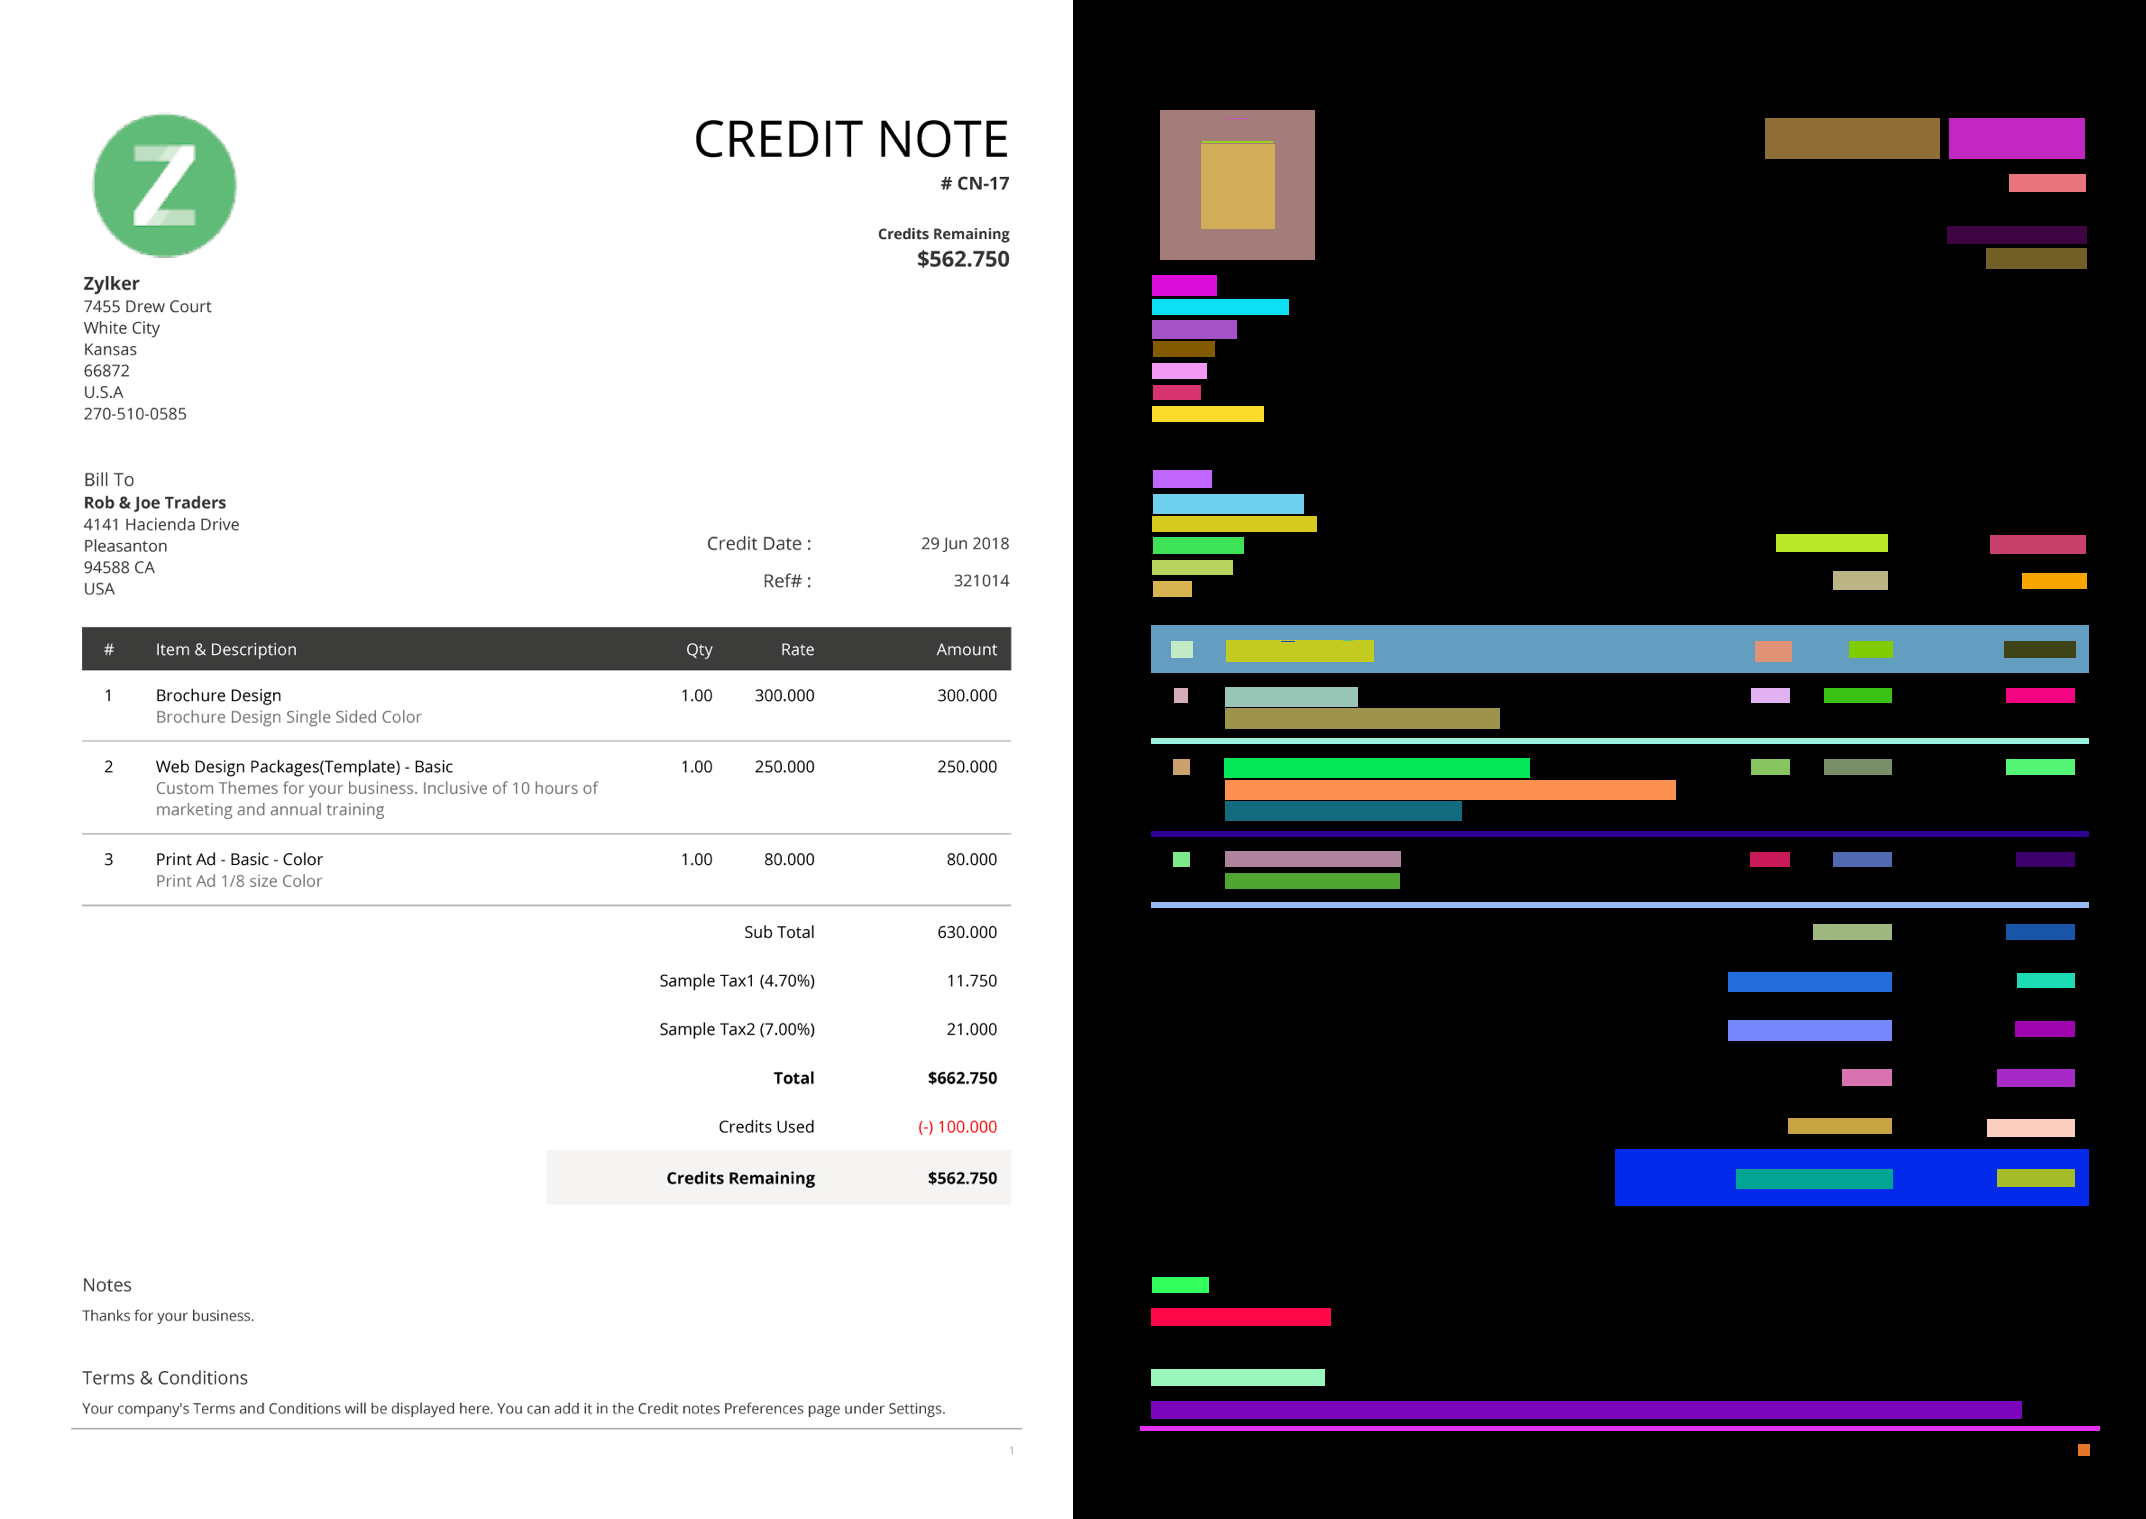 Z
CREDIT NOTE
# CN-17
Credits Remaining
$562.750
Zylker
7455 Drew Court
White City
Kansas
66872
U.S.A
270-510-0585
Bill To
Rob & Joe Traders
4141 Hacienda Drive
Pleasanton
94588 CA
USA
Credit Date : 29 Jun 2018
Ref# : 321014
# Item & Description Qty Rate Amount
1 Brochure Design 1.00 300.000 300.000
Brochure Design Single Sided Color
2 Web Design Packages(Template) - Basic 1.00 250.000 250.000
Custom Themes for your business. Inclusive of 10 hours of
marketing and annual training
3 Print Ad - Basic - Color 1.00 80.000 80.000
Print Ad 1/8 size Color
Sub Total 630.000
Sample Tax1 (4.70%) 11.750
Sample Tax2 (7.00%) 21.000
Total $662.750
Credits Used (-) 100.000
Credits Remaining $562.750
Notes
Thanks for your business.
Terms & Conditions
Your company's Terms and Conditions will be displayed here. You can add it in the Credit notes Preferences page under Settings.
1